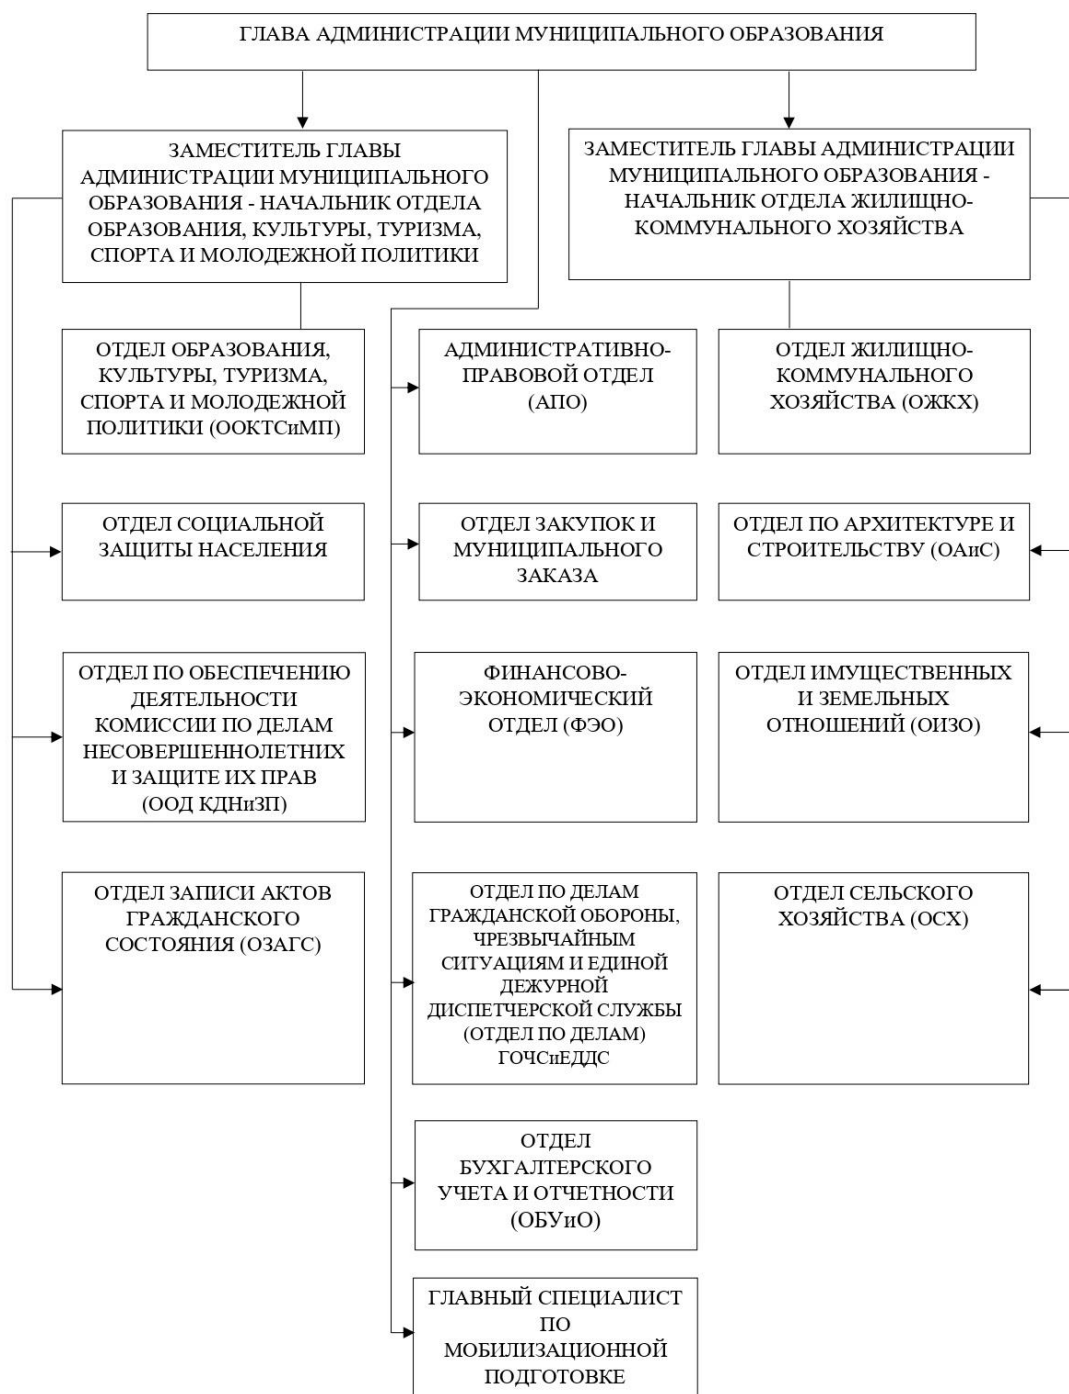 ГЛАВА АДМИНИСТРАЦИИ МУНИЦИПАЛЬНОГО ОБРАЗОВАНИЯ
ЗАМЕСТИТЕЛЬ ГЛАВЫ
АДМИНИСТРАЦИИ МУНИЦИПАЛЬНОГО
ОБРАЗОВАНИЯ - НАЧАЛЬНИК ОТДЕЛА
ОБРАЗОВАНИЯ, КУЛЬТУРЫ, ТУРИЗМА,
СПОРТА И МОЛОДЕЖНОЙ ПОЛИТИКИ
ЗАМЕСТИТЕЛЬ ГЛАВЫ АДМИНИСТРАЦИИ
МУНИЦИПАЛЬНОГО ОБРАЗОВАНИЯ -
НАЧАЛЬНИК ОТДЕЛА ЖИЛИЩНО-
КОММУНАЛЬНОГО ХОЗЯЙСТВА
ОТДЕЛ ОБРАЗОВАНИЯ,
КУЛЬТУРЫ, ТУРИЗМА,
СПОРТА И МОЛОДЕЖНОЙ
ПОЛИТИКИ (ООКТСиМП)
АДМИНИСТРАТИВНО-
ПРАВОВОЙ ОТДЕЛ
(АПО)
ОТДЕЛ ЖИЛИЩНО-
КОММУНАЛЬНОГО
ХОЗЯЙСТВА (ОЖКХ)
ОТДЕЛ СОЦИАЛЬНОЙ
ЗАЩИТЫ НАСЕЛЕНИЯ
ОТДЕЛ ЗАКУПОК И
МУНИЦИПАЛЬНОГО
ЗАКАЗА
ОТДЕЛ ПО АРХИТЕКТУРЕ И
СТРОИТЕЛЬСТВУ (ОАиС)
ОТДЕЛ ПО ОБЕСПЕЧЕНИЮ
ДЕЯТЕЛЬНОСТИ
КОМИССИИ ПО ДЕЛАМ
НЕСОВЕРШЕННОЛЕТНИХ
И ЗАЩИТЕ ИХ ПРАВ
(ООД КДНиЗП)
ФИНАНСОВО-
ЭКОНОМИЧЕСКИЙ
ОТДЕЛ (ФЭО)
ОТДЕЛ ИМУЩЕСТВЕННЫХ
И ЗЕМЕЛЬНЫХ
ОТНОШЕНИЙ (ОИЗО)
ОТДЕЛ ЗАПИСИ АКТОВ
ГРАЖДАНСКОГО
СОСТОЯНИЯ (ОЗАГС)
ОТДЕЛ ПО ДЕЛАМ
ГРАЖДАНСКОЙ ОБОРОНЫ,
ЧРЕЗВЫЧАЙНЫМ
СИТУАЦИЯМ И ЕДИНОЙ
ДЕЖУРНОЙ
ДИСПЕТЧЕРСКОЙ СЛУЖБЫ
(ОТДЕЛ ПО ДЕЛАМ)
ГОЧСиЕДДС
ОТДЕЛ СЕЛЬСКОГО
ХОЗЯЙСТВА (ОСХ)
ОТДЕЛ
БУХГАЛТЕРСКОГО
УЧЕТА И ОТЧЕТНОСТИ
(ОБУиО)
ГЛАВНЫЙ СПЕЦИАЛИСТ
ПО
МОБИЛИЗАЦИОННОЙ
ПОДГОТОВКЕ